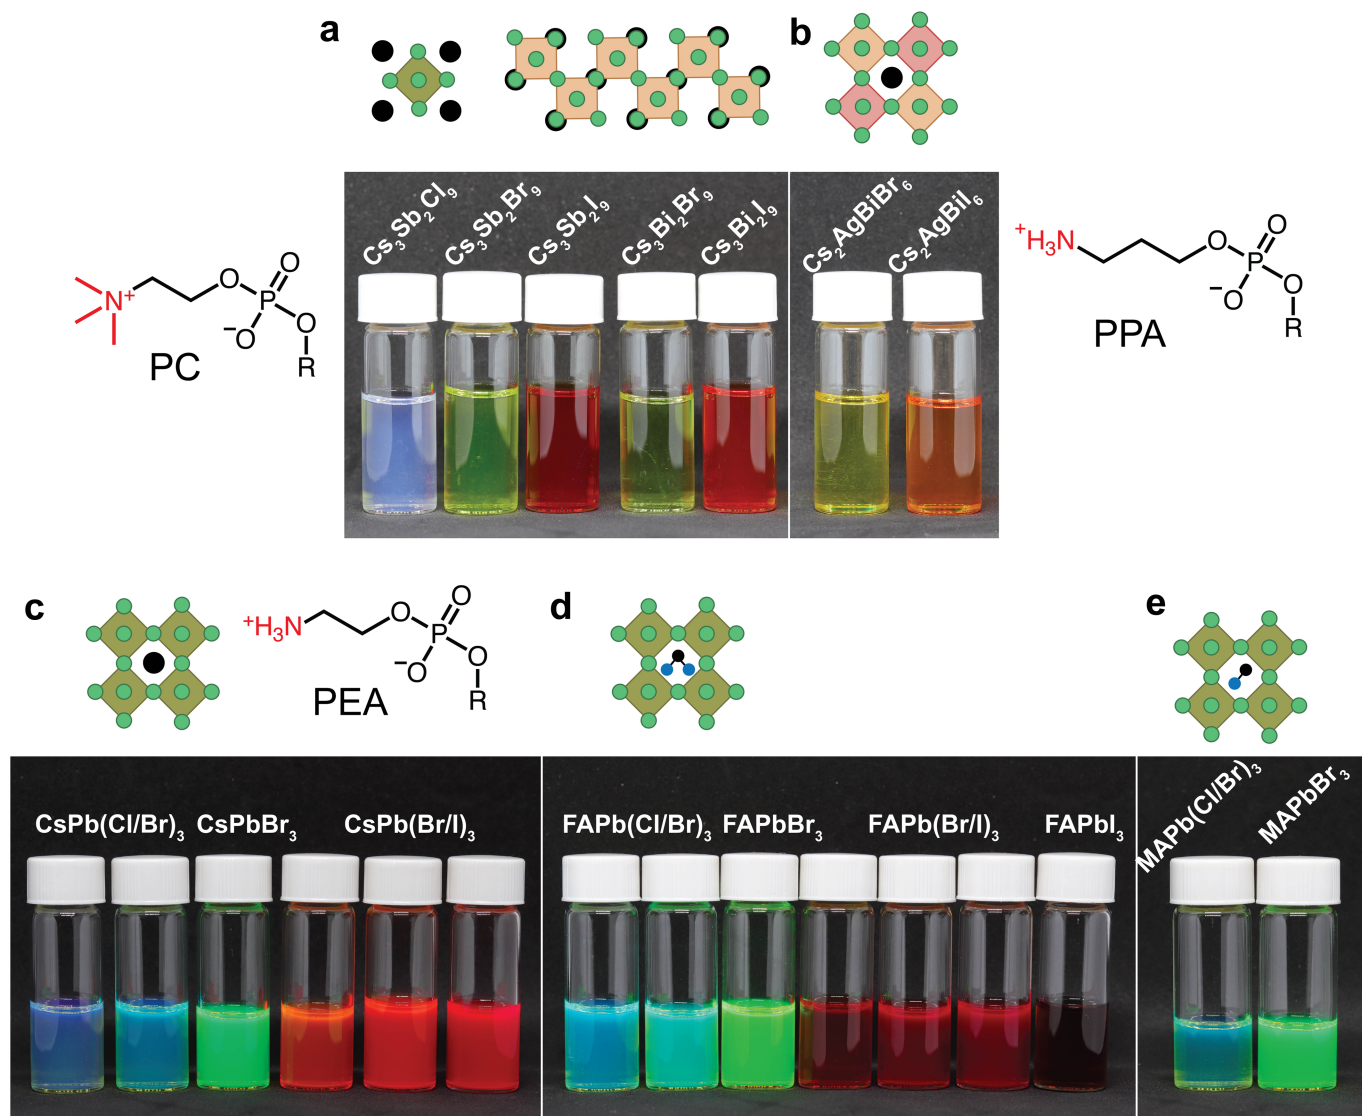 a
b
Cs3Sb2Cl9
Cs3Sb2Br9
Cs3Sb2I9
Cs3Bi2Br9
Cs3Bi2I9
Cs2AgBiBr6
Cs2AgBiI6
N+
O
P
O
−O
O
R
PC
+H3N
O
P
O
−O
O
R
PPA
c
+H3N
O
P
O
−O
O
R
PEA
d
e
CsPb(Cl/Br)3
CsPbBr3
CsPb(Br/I)3
FAPb(Cl/Br)3
FAPbBr3
FAPb(Br/I)3
FAPbI3
MAPb(Cl/Br)3
MAPbBr3